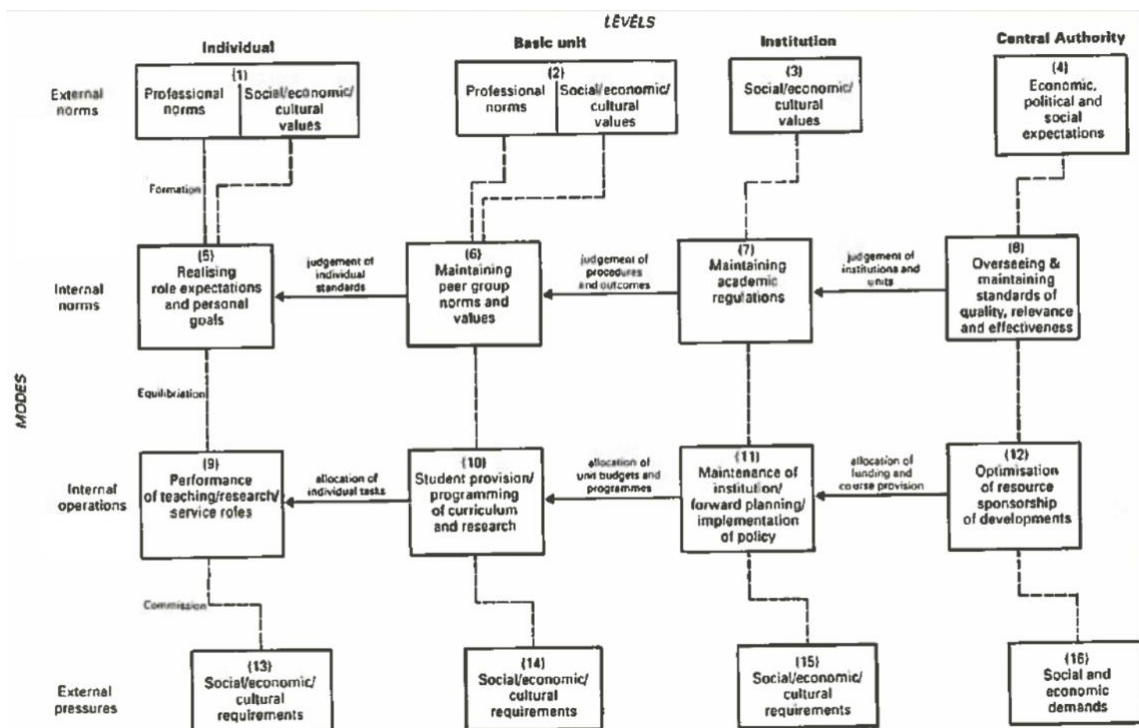 LEVELS
Individual
Basic unit
Institution
Central Authority
External
norms
(1)
Professional
norms
Social/economic/
cultural
values
(2)
Professional
norms
Social/economic/
cultural
values
(3)
Social/economic/
cultural
values
(4)
Economic,
political and
social
expectations
Formation
Internal
norms
(5)
Realising
role expectations
and personal
goals
judgement of
individual
standards
(6)
Maintaining
peer group
norms and
values
judgement
of procedures
and outcomes
(7)
Maintaining
academic
regulations
judgement of
institutions and
units
(8)
Overseeing &
maintaining
standards of
quality, relevance
and effectiveness
Equilibriation
MODES
Internal
operations
(9)
Performance
of teaching/research/
service roles
allocation of
individual tasks
(10)
Student provision/
programming
of curriculum
and research
allocation of
unit budgets and
programmes
(11)
Maintenance of
institution/
forward planning/
implementation
of policy
allocation of
funding and
course provision
(12)
Optimisation
of resource
sponsorship
of developments
Commission
External
pressures
(13)
Social/economic/
cultural
requirements
(14)
Social/economic/
cultural
requirements
(15)
Social/economic/
cultural
requirements
(16)
Social and
economic
demands